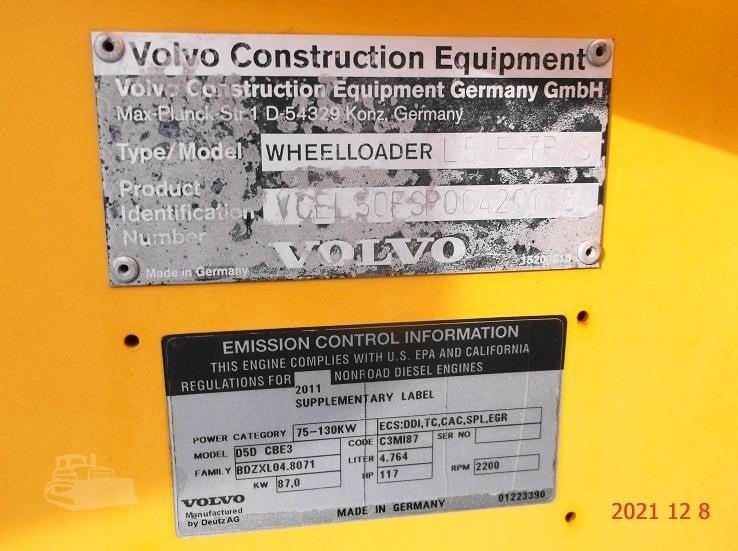 Volvo Construction Equipment
Volvo Construction Equipment Germany GmbH
Max-Planck-Str.1 D-54329 Konz, Germany
Type/Model WHEELLOADER L50F-TP/S
Product
Identification
Number
VOLVO
Made in Germany
EMISSION CONTROL INFORMATION
THIS ENGINE COMPLIES WITH U.S. EPA AND CALIFORNIA
REGULATIONS FOR 2011 NONROAD DIESEL ENGINES
SUPPLEMENTARY LABEL
POWER CATEGORY 75-130KW ECS:DDI,TC,CAC,SPL,EGR
MODEL D5D CBE3 CODE C3MI87 SER NO
FAMILY BDZXL04.8071 LITER 4.764
KW 87,0 HP 117 RPM 2200
VOLVO
Manufactured
by Deutz AG
MADE IN GERMANY
01223390
2021 12 8